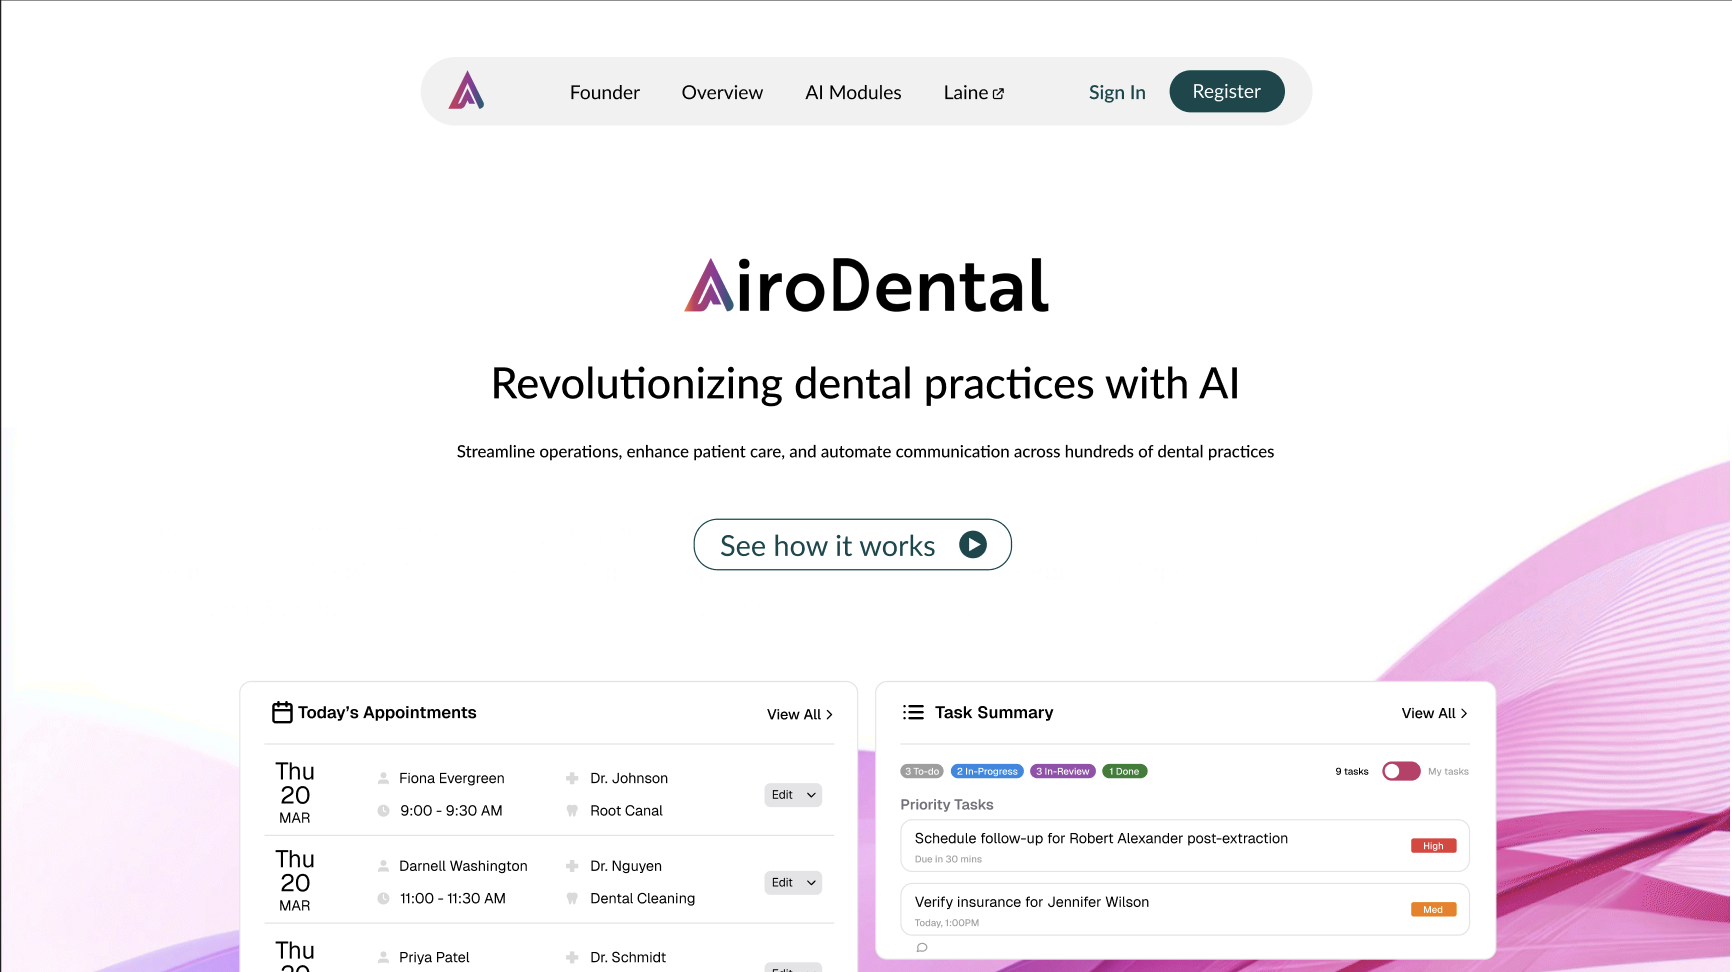 Founder Overview AI Modules Laine Sign In Register
AiroDental
Revolutionizing dental practices with AI
Streamline operations, enhance patient care, and automate communication across hundreds of dental practices
See how it works
Today's Appointments View All
Thu
20
MAR
Fiona Evergreen Dr. Johnson
9:00 - 9:30 AM Root Canal
Edit
Thu
20
MAR
Darnell Washington Dr. Nguyen
11:00 - 11:30 AM Dental Cleaning
Edit
Thu
20
Priya Patel Dr. Schmidt
Edit
Task Summary View All
3 To-do 2 In-Progress 3 In-Review 1 Done 9 tasks My tasks
Priority Tasks
Schedule follow-up for Robert Alexander post-extraction
Due in 30 mins
High
Verify insurance for Jennifer Wilson
Today, 1:00PM
Med